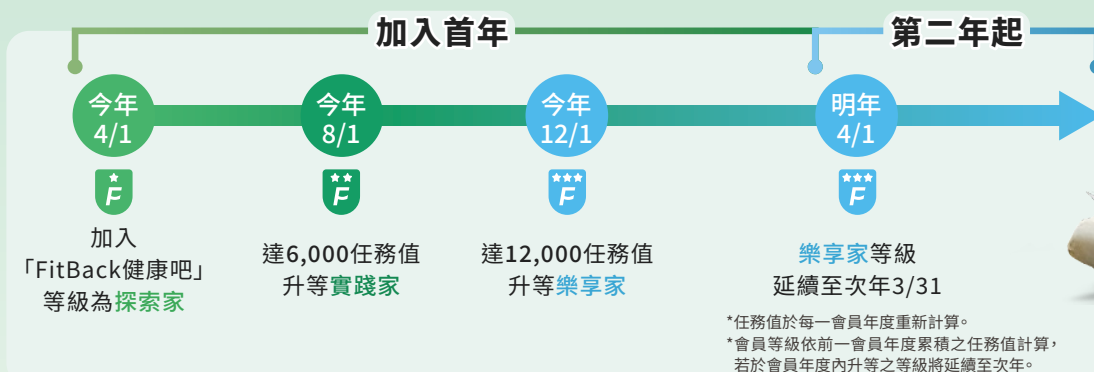 加入首年
第二年起
今年
4/1
今年
8/1
今年
12/1
明年
4/1
F
F
F
F
加入
「FitBack健康吧」
等級為探索家
達6,000任務值
升等實踐家
達12,000任務值
升等樂享家
樂享家等級
延續至次年3/31
*任務值於每一會員年度重新計算。
*會員等級依前一會員年度累積之任務值計算，
若於會員年度內升等之等級將延續至次年。